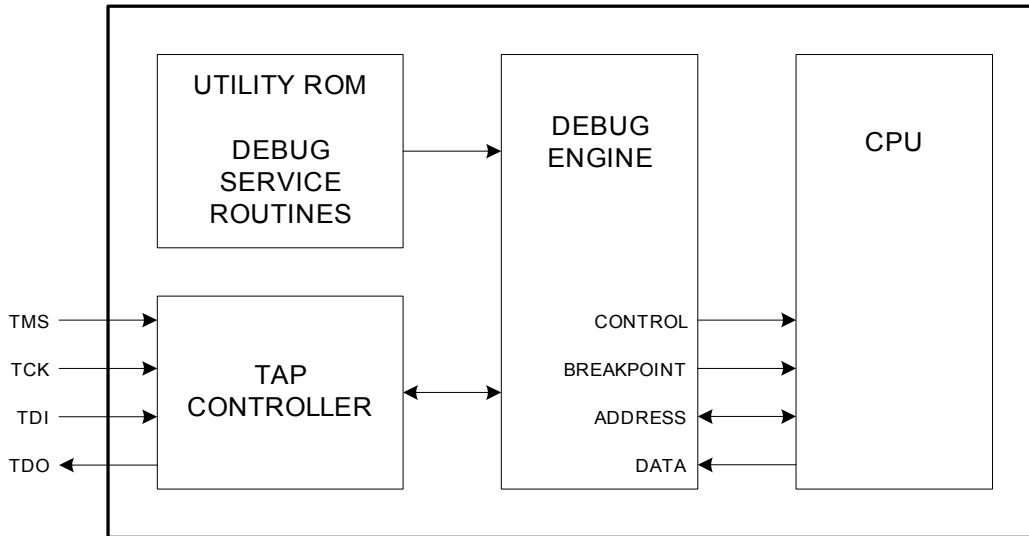 UTILITY ROM
DEBUG
SERVICE
ROUTINES
DEBUG
ENGINE
CPU
TMS
TCK
TDI
TDO
TAP
CONTROLLER
CONTROL
BREAKPOINT
ADDRESS
DATA